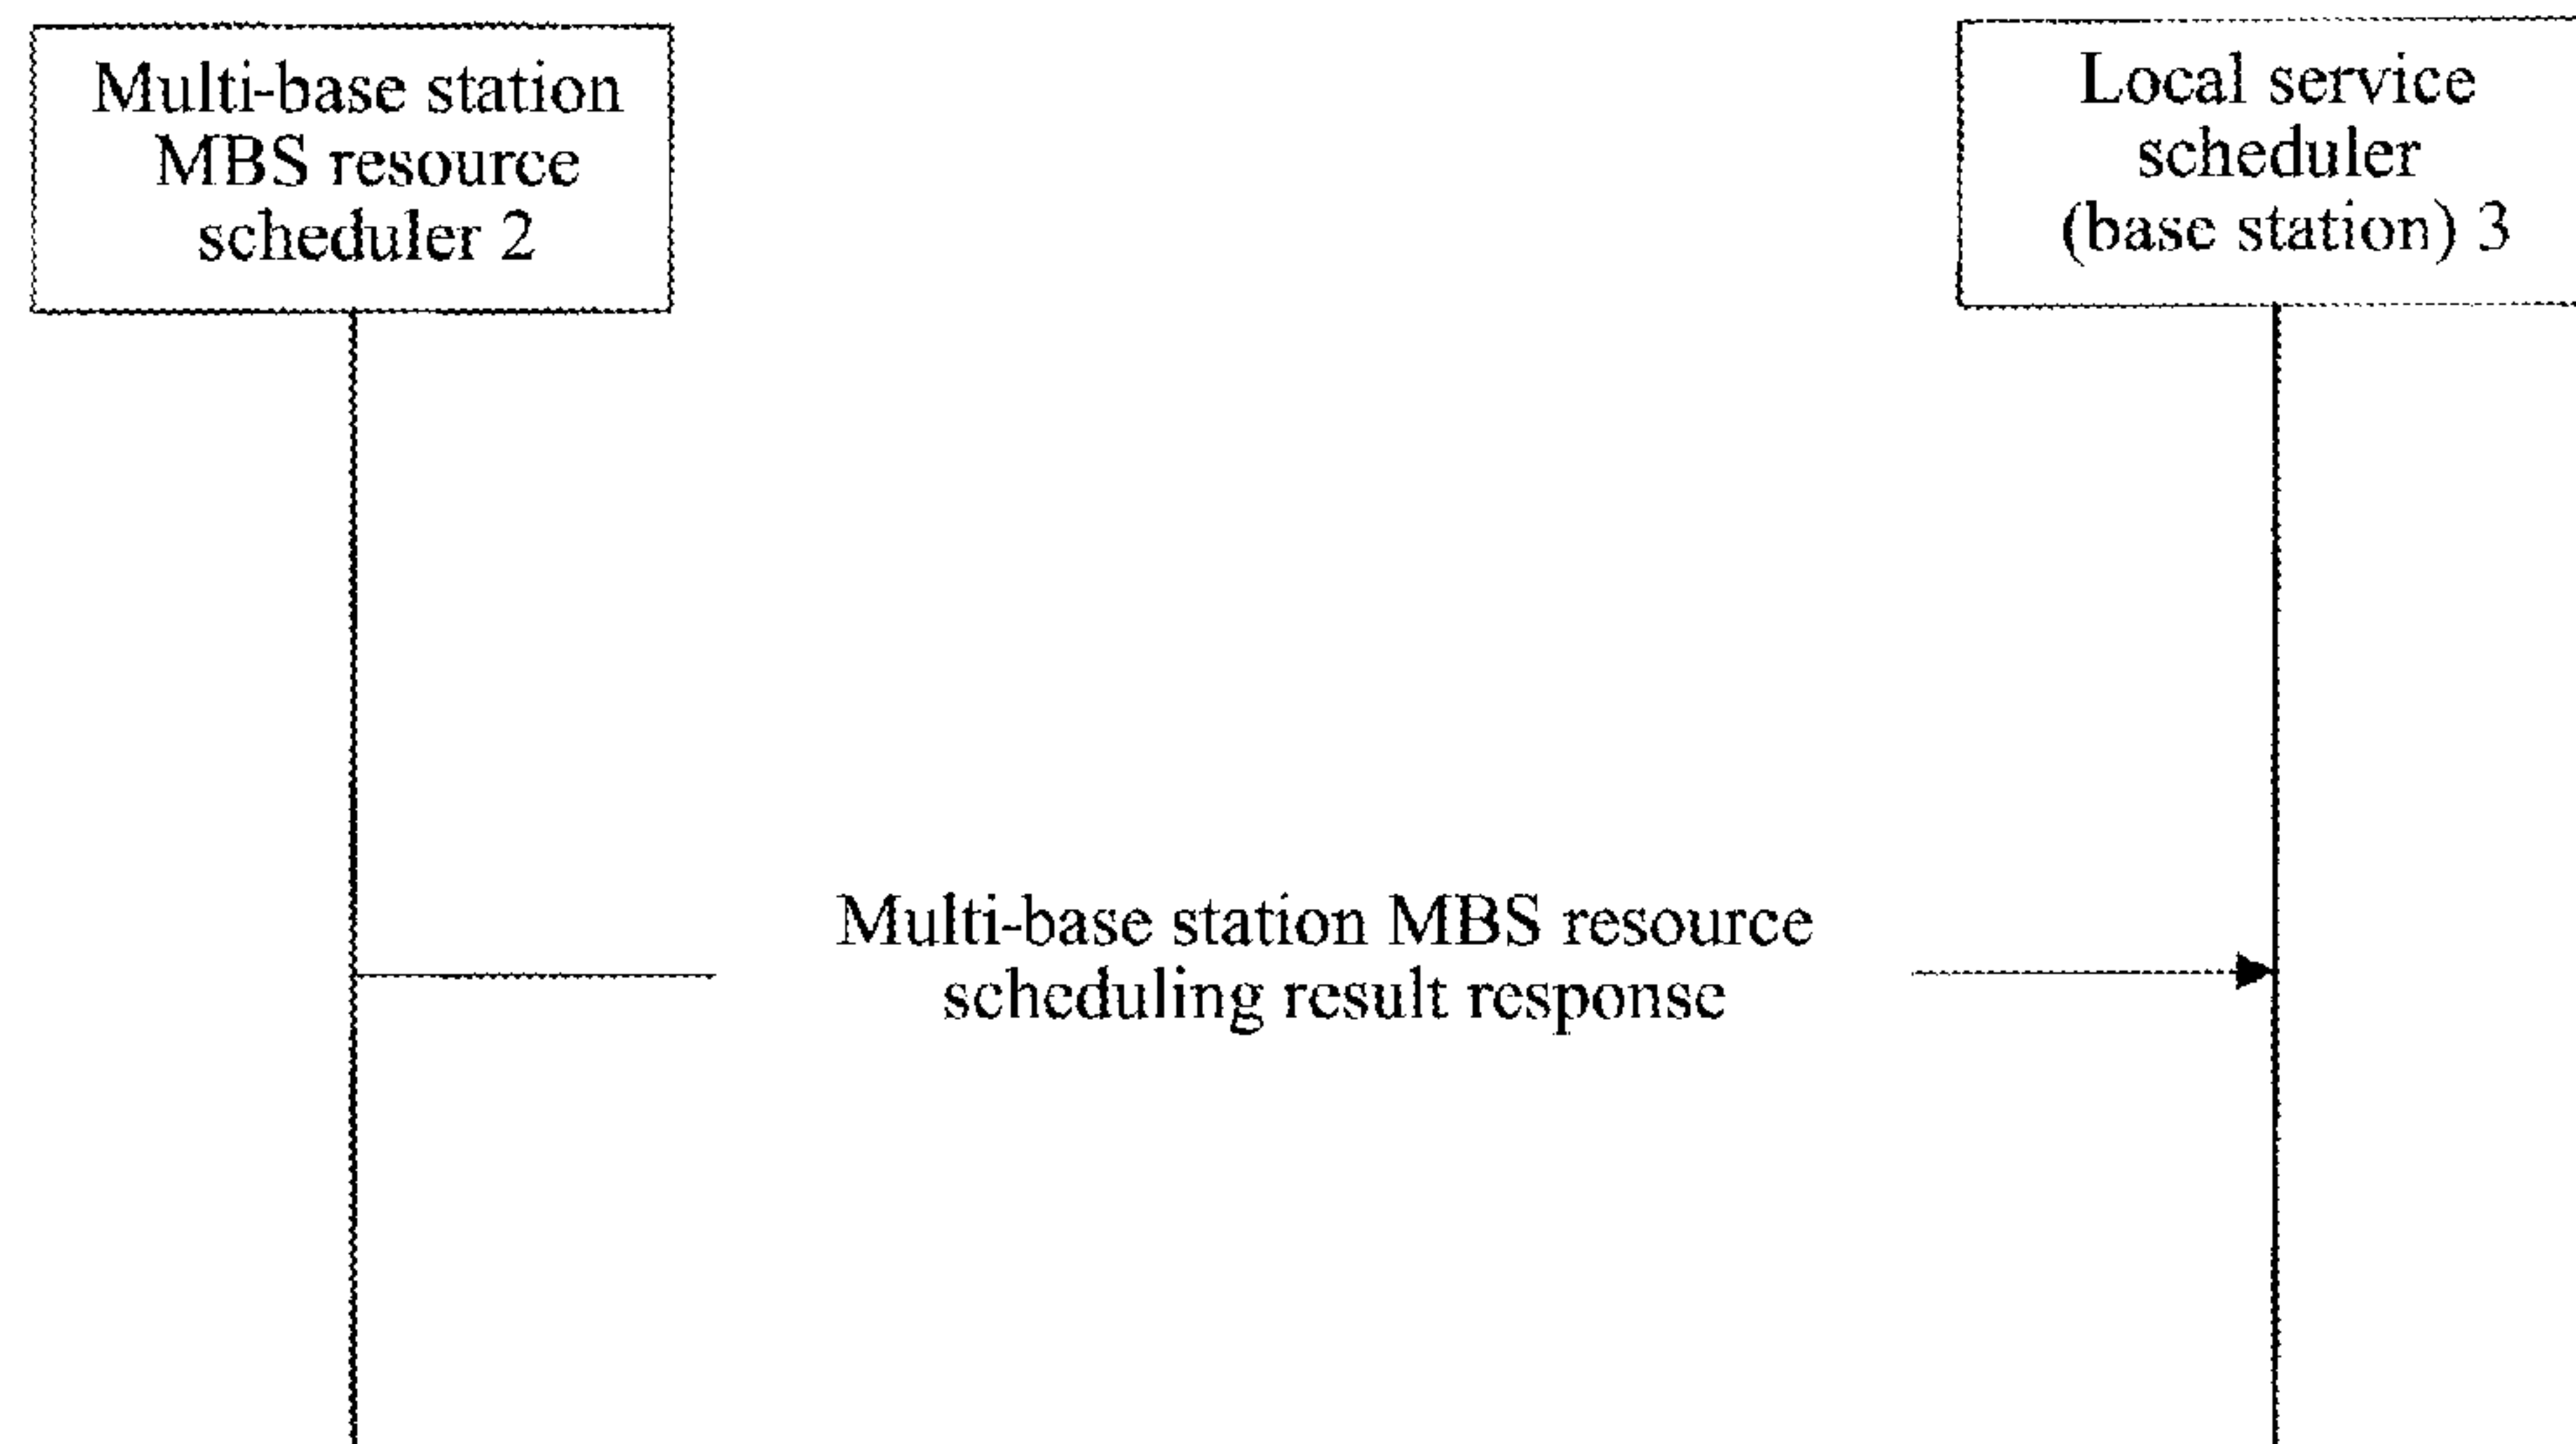 Multi-base station
MBS resource
scheduler 2
Local service
scheduler
(base station) 3
Multi-base station MBS resource
scheduling result response